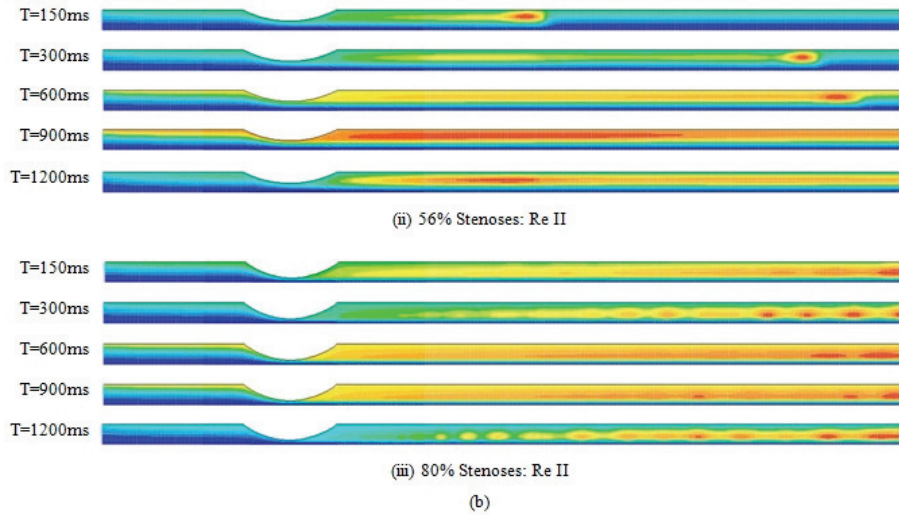 T=150ms
T=300ms
T=600ms
T=900ms
T=1200ms
(ii) 56% Stenoses: Re II
T=150ms
T=300ms
T=600ms
T=900ms
T=1200ms
(iii) 80% Stenoses: Re II
(b)